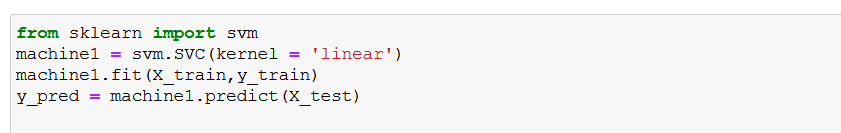 from sklearn import svm
machine1 = svm.SVC(kernel = 'linear')
machine1.fit(X_train,y_train)
y_pred = machine1.predict(X_test)